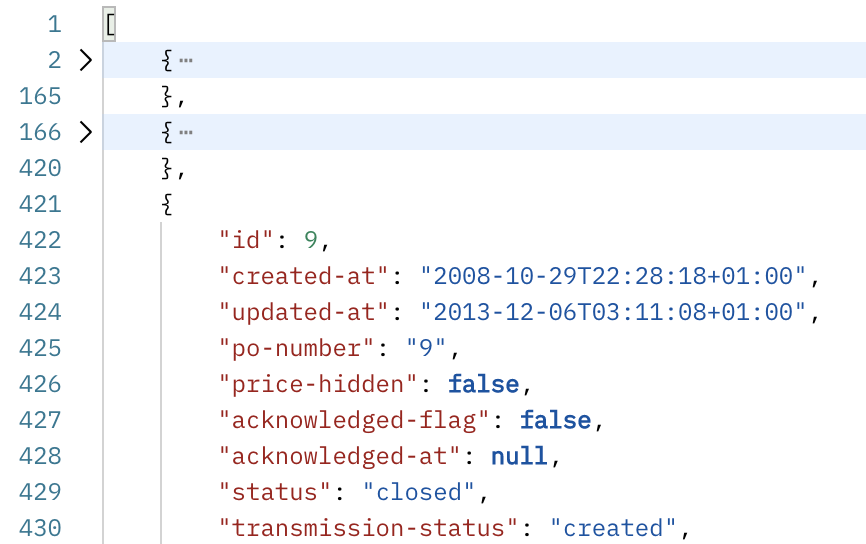 1 [
2 > { ⋯
165 },
166 > { ⋯
420 },
421 {
422 "id": 9,
423 "created-at": "2008-10-29T22:28:18+01:00",
424 "updated-at": "2013-12-06T03:11:08+01:00",
425 "po-number": "9",
426 "price-hidden": false,
427 "acknowledged-flag": false,
428 "acknowledged-at": null,
429 "status": "closed",
430 "transmission-status": "created",